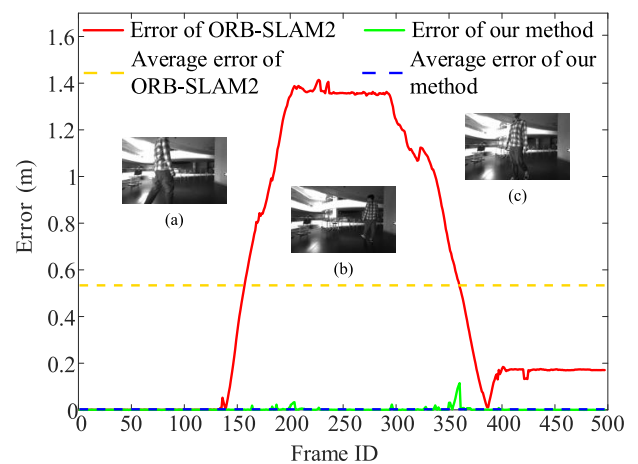 Error of ORB-SLAM2
Error of our method
Average error of ORB-SLAM2
Average error of our method
1.6
1.4
1.2
1
0.8
0.6
0.4
0.2
0
Error (m)
(a)
(b)
(c)
0 50 100 150 200 250 300 350 400 450 500
Frame ID